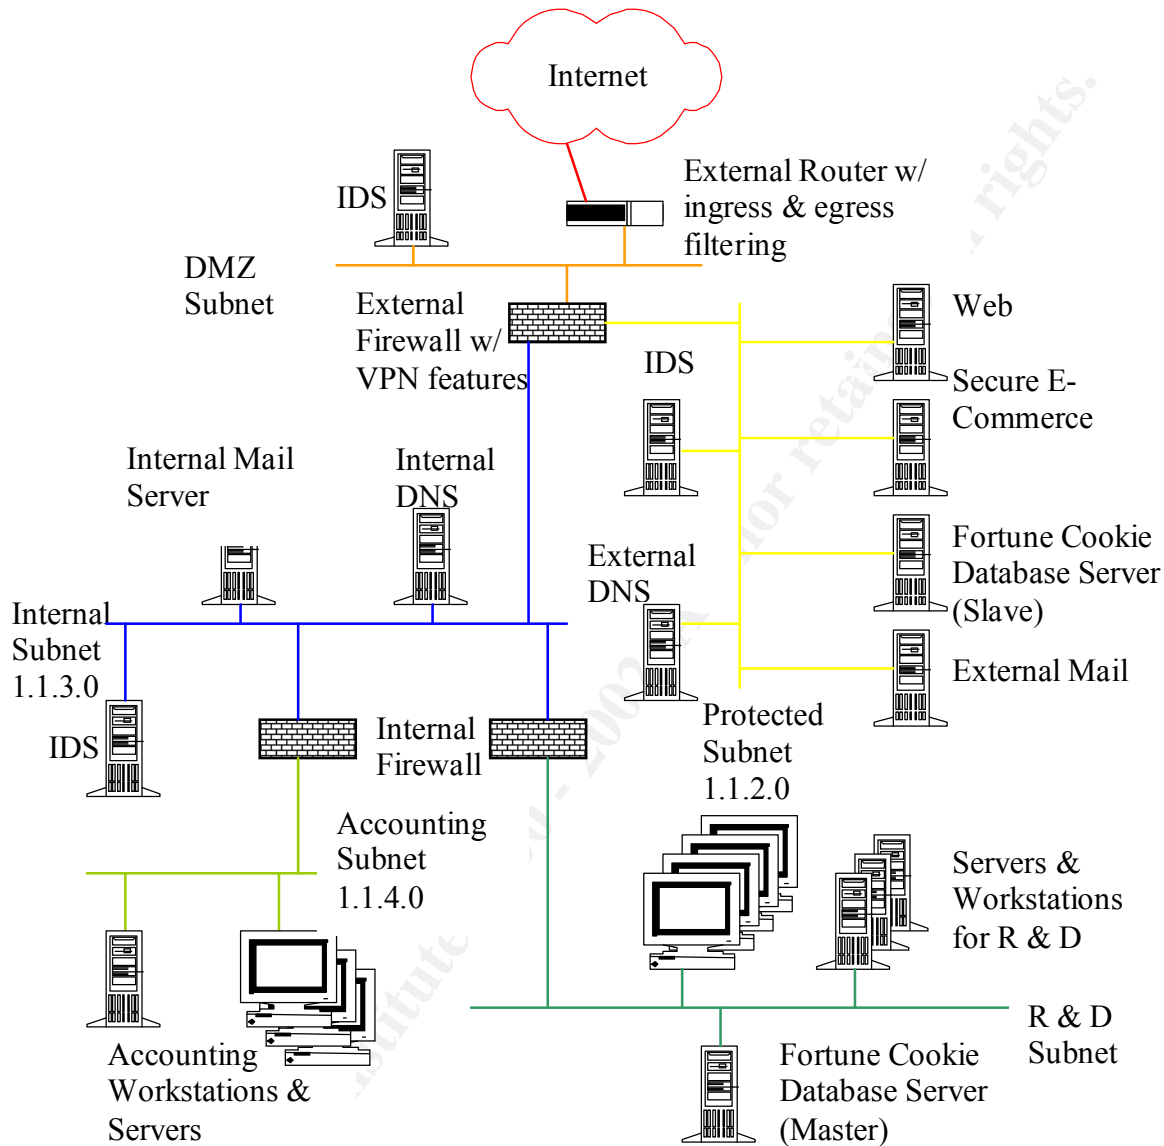 Internet
IDS
External Router w/
ingress & egress
filtering
DMZ
Subnet
External
Firewall w/
VPN features
Web
IDS
Secure E-
Commerce
Internal Mail
Server
Internal
DNS
External
DNS
Fortune Cookie
Database Server
(Slave)
Internal
Subnet
1.1.3.0
External Mail
IDS
Internal
Firewall
Protected
Subnet
1.1.2.0
Accounting
Subnet
1.1.4.0
Servers &
Workstations
for R & D
R & D
Subnet
Accounting
Workstations &
Servers
Fortune Cookie
Database Server
(Master)
rights.